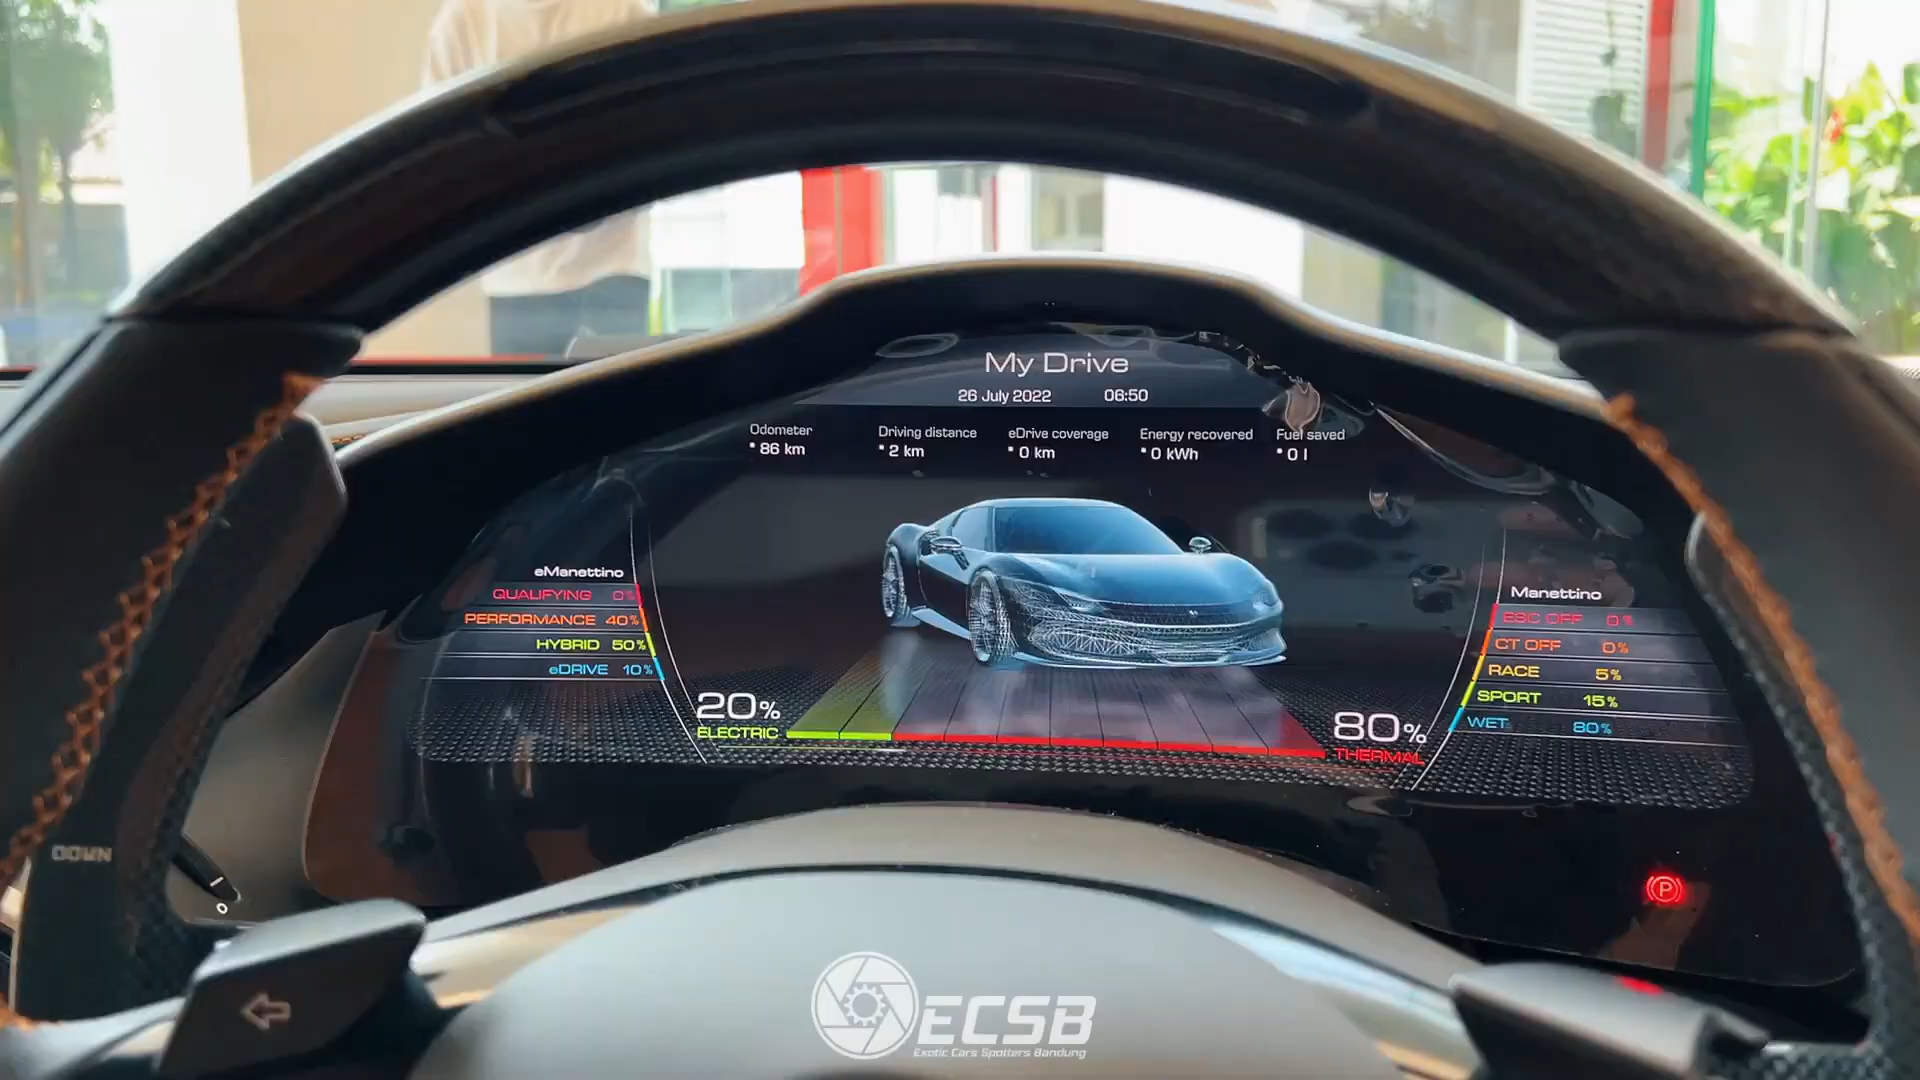 My Drive
26 July 2022 06:50
Odometer Driving distance eDrive coverage Energy recovered Fuel saved
86 km 2 km 0 km 0 kWh 0 l
eManettino
QUALIFYING 0%
PERFORMANCE 40%
HYBRID 50%
eDRIVE 10%
Manettino
ESC OFF 0%
CT OFF 0%
RACE 5%
SPORT 15%
WET 80%
20%
ELECTRIC
80%
THERMAL
DOWN
P
ECSB
Exotic Cars Spotters Bandung